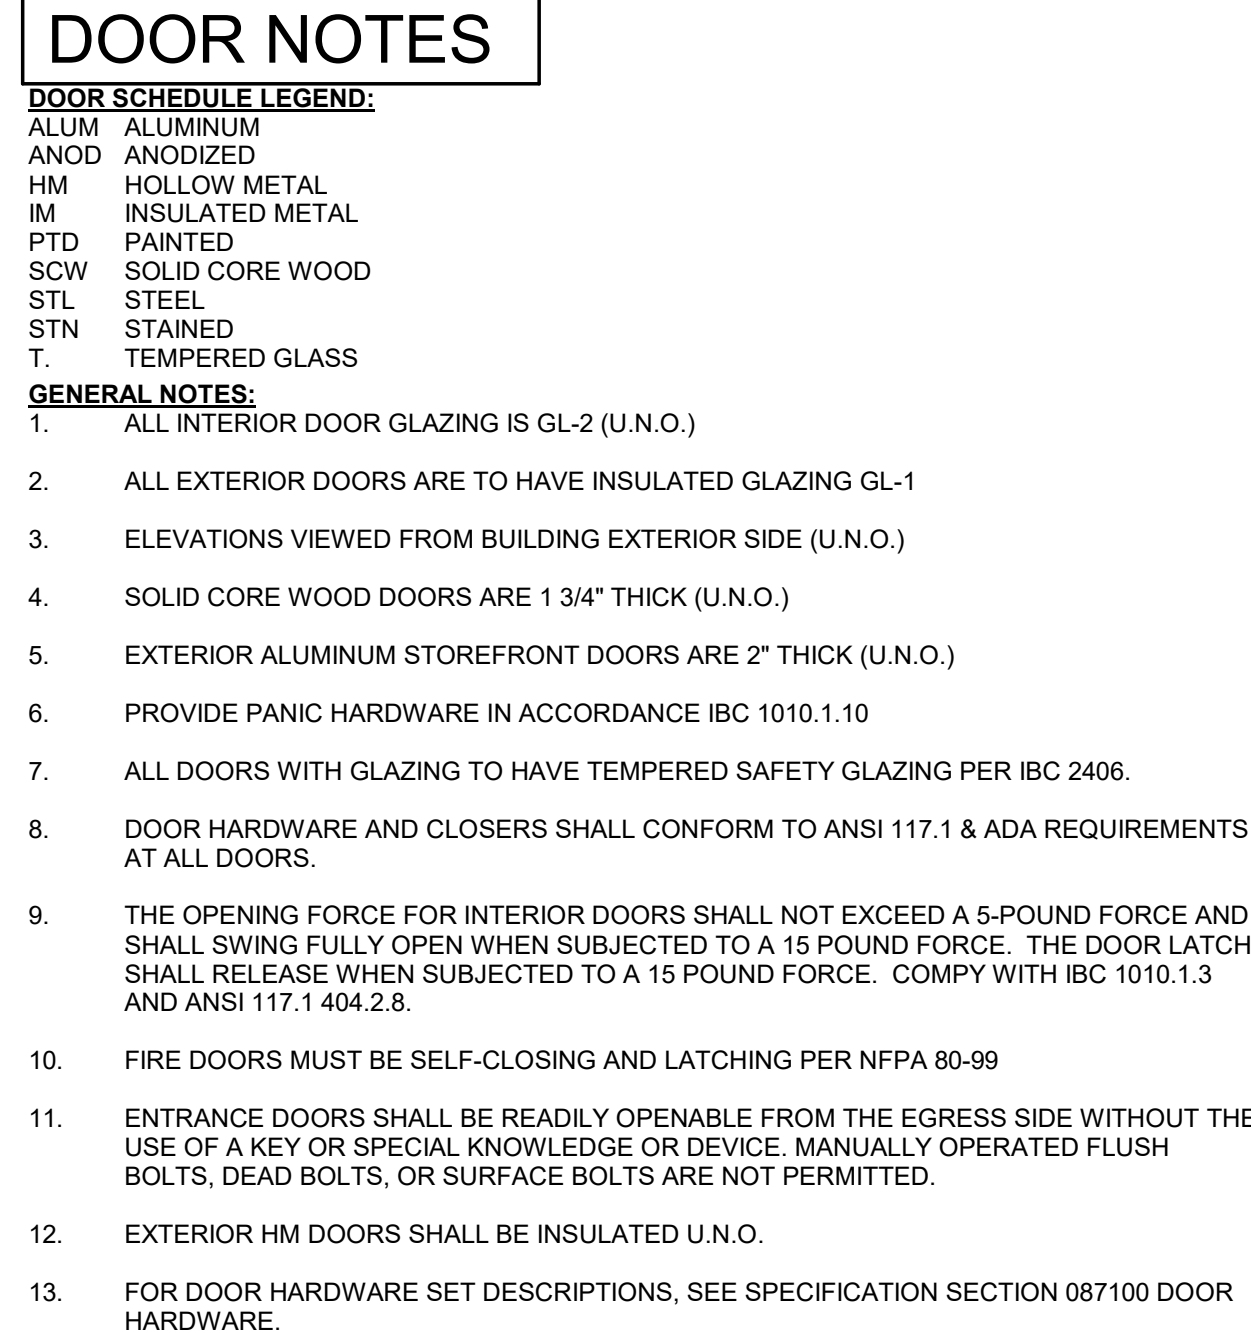 DOOR NOTES
DOOR SCHEDULE LEGEND:
ALUM ALUMINUM
ANOD ANODIZED
HM HOLLOW METAL
IM INSULATED METAL
PTD PAINTED
SCW SOLID CORE WOOD
STL STEEL
STN STAINED
T. TEMPERED GLASS
GENERAL NOTES:
1. ALL INTERIOR DOOR GLAZING IS GL-2 (U.N.O.)
2. ALL EXTERIOR DOORS ARE TO HAVE INSULATED GLAZING GL-1
3. ELEVATIONS VIEWED FROM BUILDING EXTERIOR SIDE (U.N.O.)
4. SOLID CORE WOOD DOORS ARE 1 3/4" THICK (U.N.O.)
5. EXTERIOR ALUMINUM STOREFRONT DOORS ARE 2" THICK (U.N.O.)
6. PROVIDE PANIC HARDWARE IN ACCORDANCE IBC 1010.1.10
7. ALL DOORS WITH GLAZING TO HAVE TEMPERED SAFETY GLAZING PER IBC 2406.
8. DOOR HARDWARE AND CLOSERS SHALL CONFORM TO ANSI 117.1 & ADA REQUIREMENTS
AT ALL DOORS.
9. THE OPENING FORCE FOR INTERIOR DOORS SHALL NOT EXCEED A 5-POUND FORCE AND
SHALL SWING FULLY OPEN WHEN SUBJECTED TO A 15 POUND FORCE. THE DOOR LATCH
SHALL RELEASE WHEN SUBJECTED TO A 15 POUND FORCE. COMPY WITH IBC 1010.1.3
AND ANSI 117.1 404.2.8.
10. FIRE DOORS MUST BE SELF-CLOSING AND LATCHING PER NFPA 80-99
11. ENTRANCE DOORS SHALL BE READILY OPENABLE FROM THE EGRESS SIDE WITHOUT THE
USE OF A KEY OR SPECIAL KNOWLEDGE OR DEVICE. MANUALLY OPERATED FLUSH
BOLTS, DEAD BOLTS, OR SURFACE BOLTS ARE NOT PERMITTED.
12. EXTERIOR HM DOORS SHALL BE INSULATED U.N.O.
13. FOR DOOR HARDWARE SET DESCRIPTIONS, SEE SPECIFICATION SECTION 087100 DOOR
HARDWARE.